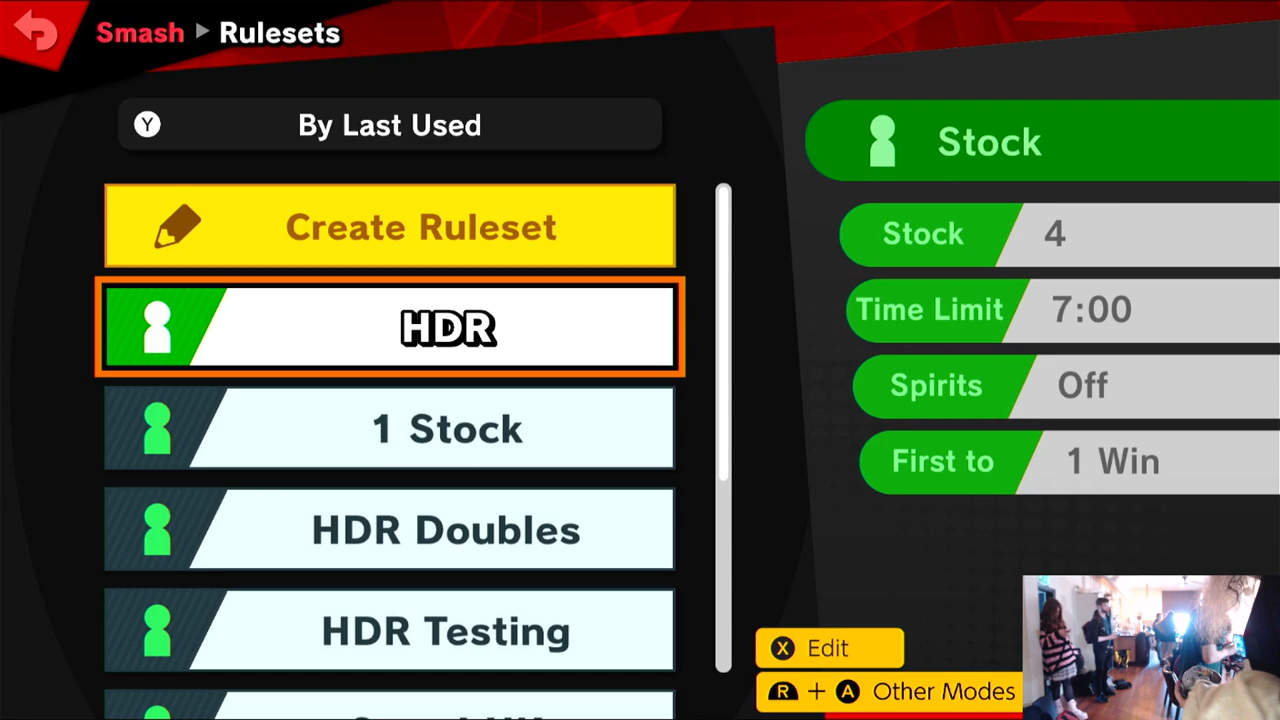 Smash ▶ Rulesets
Y By Last Used
Create Ruleset
HDR
1 Stock
HDR Doubles
HDR Testing
Stock
Stock 4
Time Limit 7:00
Spirits Off
First to 1 Win
X Edit
R + A Other Modes